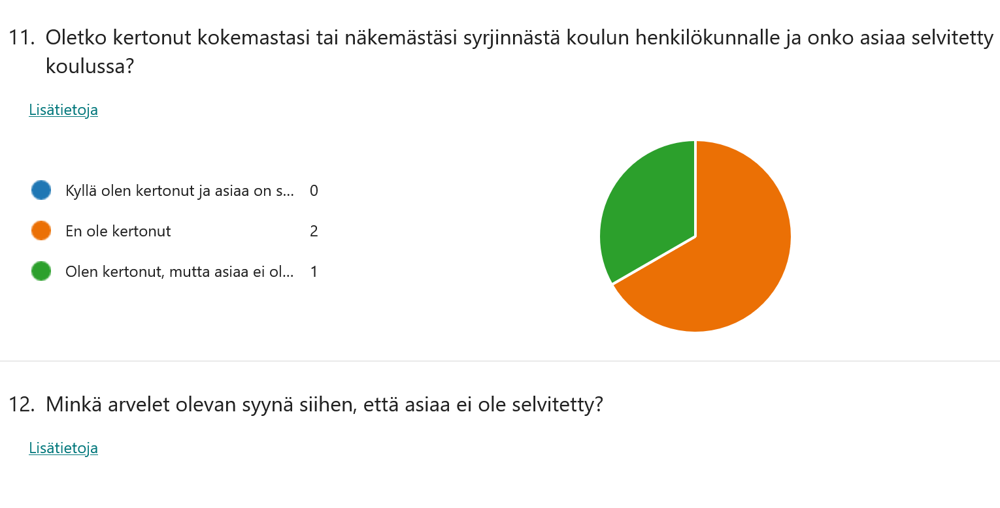 11. Oletko kertonut kokemastasi tai näkemästäsi syrjinnästä koulun henkilökunnalle ja onko asiaa selvitetty
koulussa?
Lisätietoja
Kyllä olen kertonut ja asiaa on s... 0
En ole kertonut 2
Olen kertonut, mutta asiaa ei ol... 1
12. Minkä arvelet olevan syynä siihen, että asiaa ei ole selvitetty?
Lisätietoja